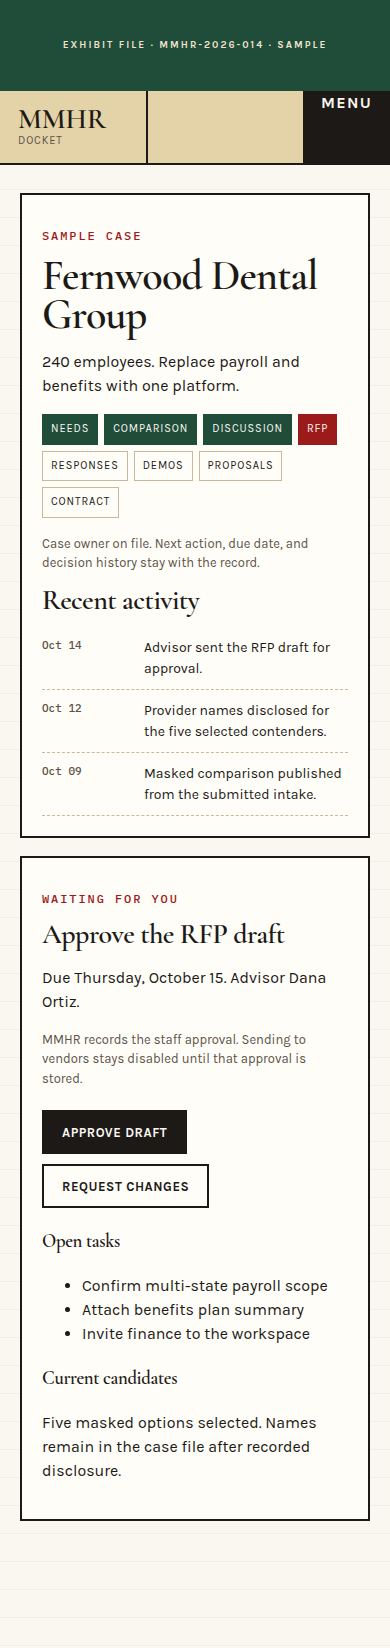 EXHIBIT FILE · MMHR-2026-014 · SAMPLE
MMHR
DOCKET
MENU
SAMPLE CASE
Fernwood Dental
Group
240 employees. Replace payroll and
benefits with one platform.
NEEDS COMPARISON DISCUSSION RFP
RESPONSES DEMOS PROPOSALS
CONTRACT
Case owner on file. Next action, due date, and
decision history stay with the record.
Recent activity
Oct 14 Advisor sent the RFP draft for
approval.
Oct 12 Provider names disclosed for
the five selected contenders.
Oct 09 Masked comparison published
from the submitted intake.
WAITING FOR YOU
Approve the RFP draft
Due Thursday, October 15. Advisor Dana
Ortiz.
MMHR records the staff approval. Sending to
vendors stays disabled until that approval is
stored.
APPROVE DRAFT
REQUEST CHANGES
Open tasks
• Confirm multi-state payroll scope
• Attach benefits plan summary
• Invite finance to the workspace
Current candidates
Five masked options selected. Names
remain in the case file after recorded
disclosure.